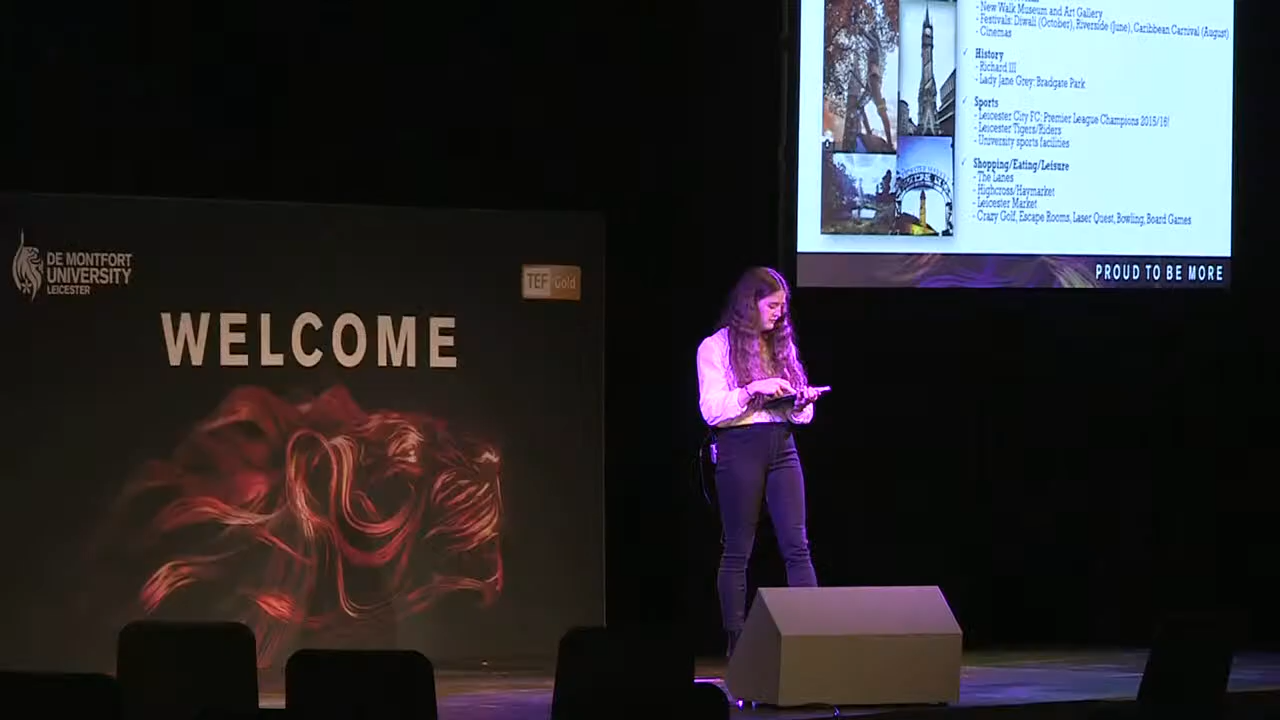 - New Walk Museum and Art Gallery
- Festivals: Diwali (October), Riverside (June), Caribbean Carnival (August)
- Cinemas
✓ History
- Richard III
- Lady Jane Grey: Bradgate Park
✓ Sports
- Leicester City FC: Premier League Champions 2015/16!
- Leicester Tigers/Riders
- University sports facilities
✓ Shopping/Eating/Leisure
- The Lanes
- Highcross/Haymarket
- Leicester Market
- Crazy Golf, Escape Rooms, Laser Quest, Bowling, Board Games
PROUD TO BE MORE
DE MONTFORT
UNIVERSITY
LEICESTER
TEF Gold
WELCOME